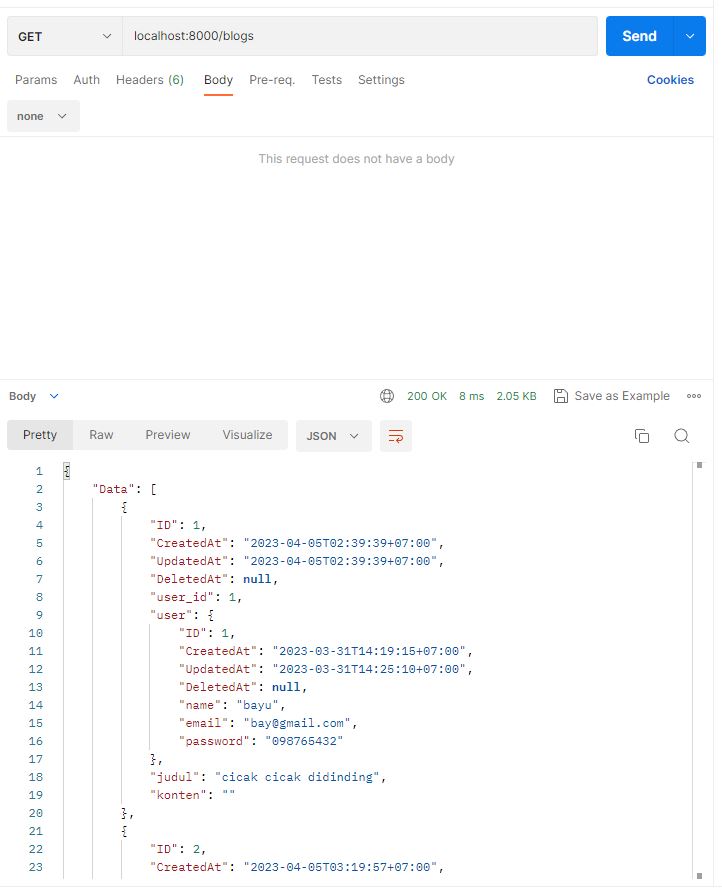 GET localhost:8000/blogs Send
Params Auth Headers (6) Body Pre-req. Tests Settings Cookies
none
This request does not have a body
Body 200 OK 8 ms 2.05 KB Save as Example
Pretty Raw Preview Visualize JSON
1 {
2 "Data": [
3 {
4 "ID": 1,
5 "CreatedAt": "2023-04-05T02:39:39+07:00",
6 "UpdatedAt": "2023-04-05T02:39:39+07:00",
7 "DeletedAt": null,
8 "user_id": 1,
9 "user": {
10 "ID": 1,
11 "CreatedAt": "2023-03-31T14:19:15+07:00",
12 "UpdatedAt": "2023-03-31T14:25:10+07:00",
13 "DeletedAt": null,
14 "name": "bayu",
15 "email": "bay@gmail.com",
16 "password": "098765432"
17 },
18 "judul": "cicak cicak didinding",
19 "konten": ""
20 },
21 {
22 "ID": 2,
23 "CreatedAt": "2023-04-05T03:19:57+07:00",